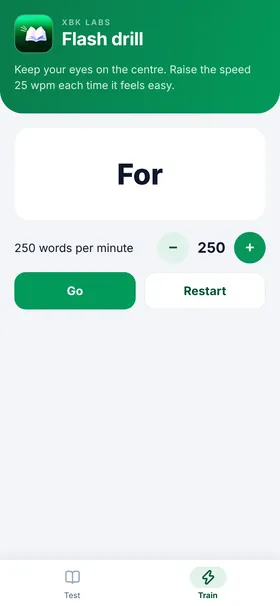 XBK LABS
Flash drill
Keep your eyes on the centre. Raise the speed
25 wpm each time it feels easy.
For
250 words per minute
− 250 +
Go Restart
Test Train